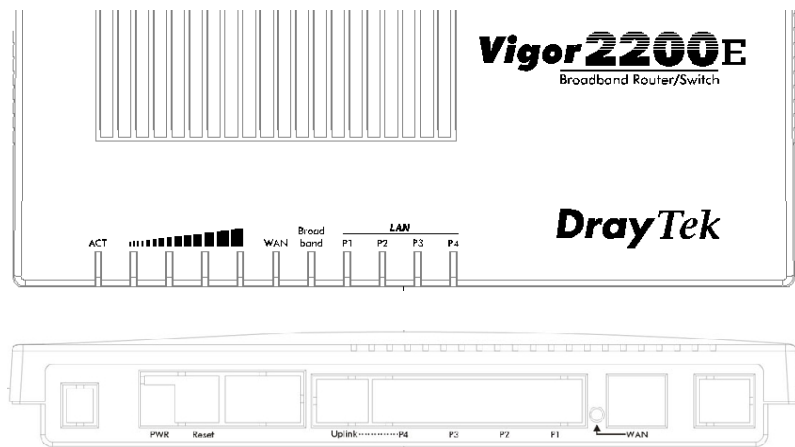 Vigor2200E
Broadband Router/Switch
DrayTek
LAN
ACT WAN Broad band P1 P2 P3 P4
PWR Reset Uplink P4 P3 P2 P1 WAN